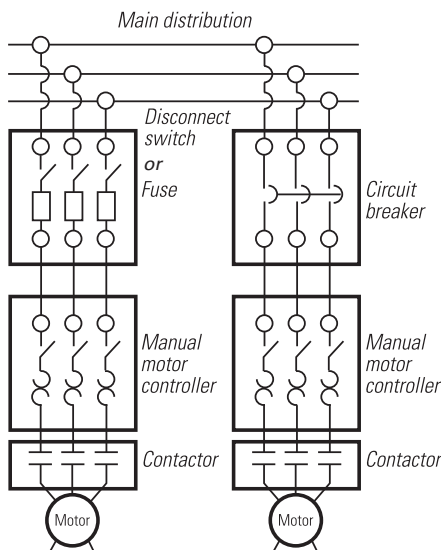 Main distribution
Disconnect
switch
or
Fuse
Circuit
breaker
Manual
motor
controller
Manual
motor
controller
Contactor
Contactor
Motor
Motor